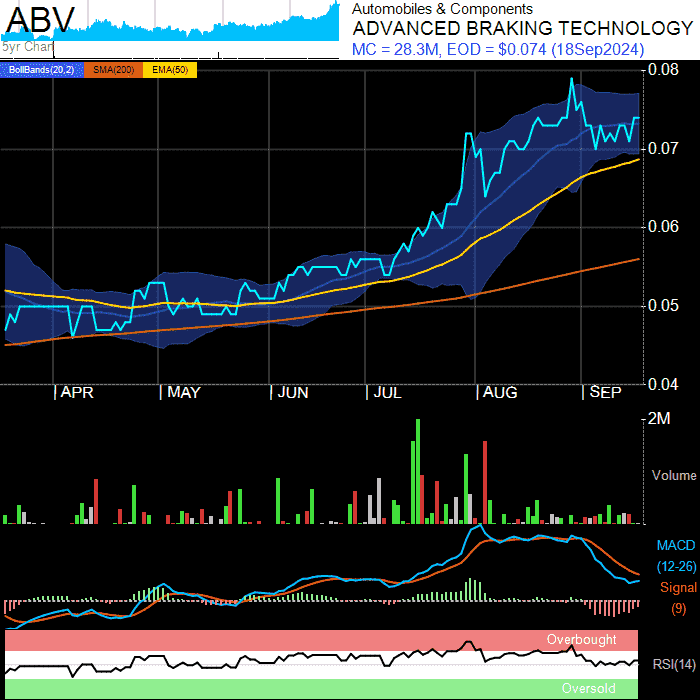 ABV
5yr Chart
Automobiles & Components
ADVANCED BRAKING TECHNOLOGY
MC = 28.3M, EOD = $0.074 (18Sep2024)
BollBands(20,2) SMA(200) EMA(50)
0.08
0.07
0.06
0.05
0.04
APR MAY JUN JUL AUG SEP
2M
Volume
MACD
(12-26)
Signal
(9)
Overbought
RSI(14)
Oversold